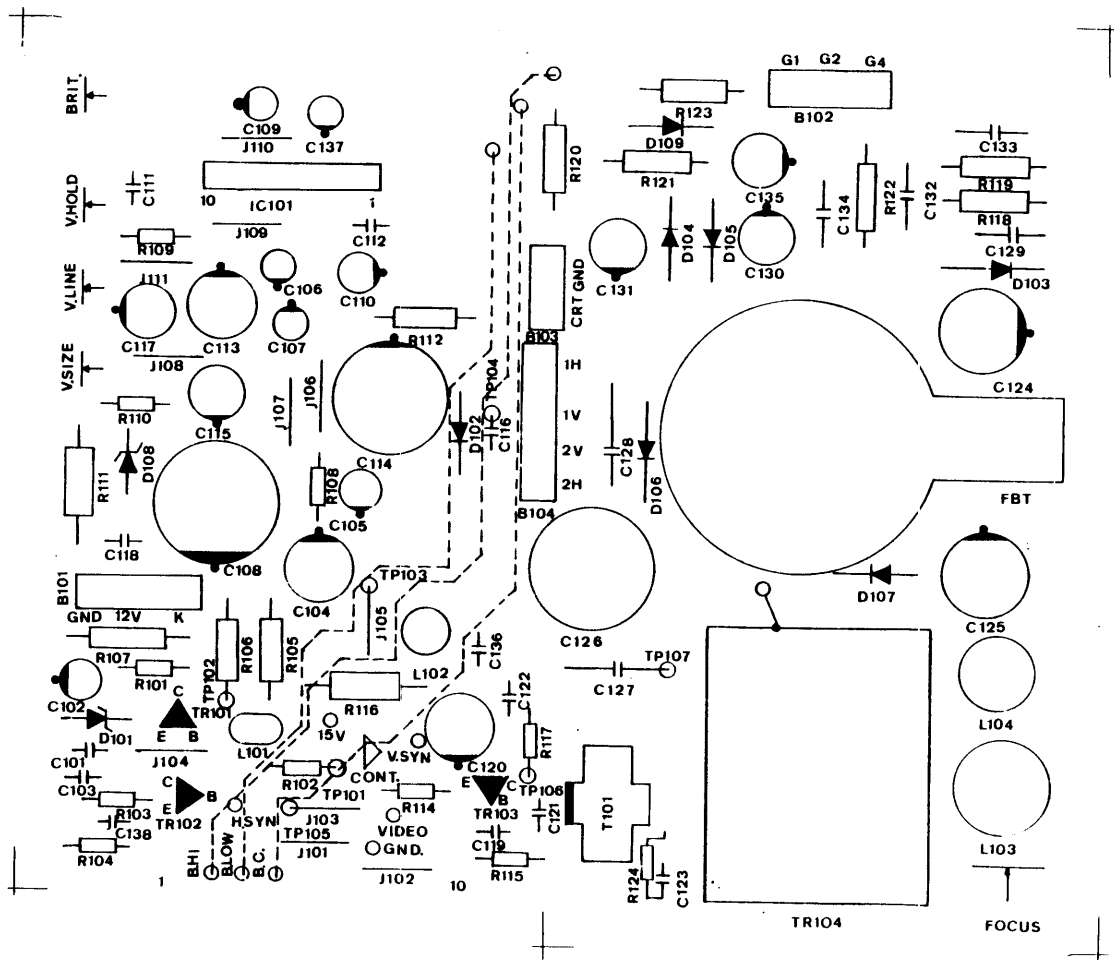 G1 G2 G4
BRIT.
R123
B102
C109
D109
J110
C137
C133
R120
R121
R119
C111
C135
V.HOLD
10
IC101
1
C134
R122
C132
R118
J109
C112
D104
D105
R109
C129
C130
J111
V.LINE
C106
C110
C131
CRT GND
D103
C117
C113
C107
R112
B103
J108
TP104
1H
V.SIZE
J106
C124
J107
R110
1V
D102
C116
C115
2V
C128
D108
C114
R111
R108
2H
D106
FBT
B104
C105
C118
C108
TP103
B101
GND 12V K
C104
D107
J105
C126
C125
R107
R106
R105
C136
R101
TP102
L102
TP107
C127
C102
C
TR101
R116
C122
E B
15V
D101
L101
V.SYN
R117
L104
C101
J104
CONT.
C120
C103
C
B
R102
TP101
E C
B
TP106
R103
E
R114
C121
T101
C138
TR102
H.SYN
J103
TR103
TP105
VIDEO
C119
R104
J101
GND.
L103
B.HI
B.LOW
B.C.
R115
R124
C123
1
J102
10
TR104
FOCUS